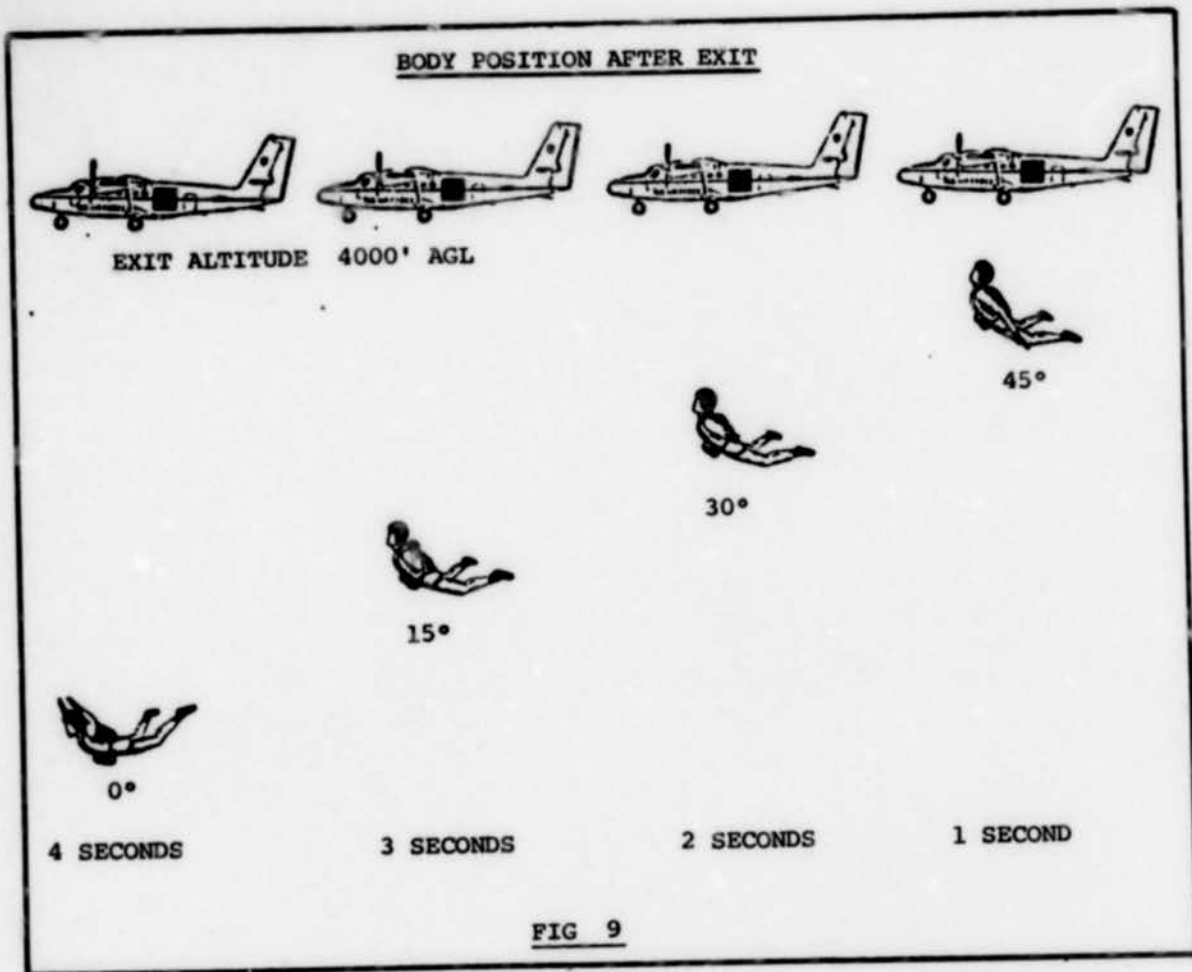 BODY POSITION AFTER EXIT
EXIT ALTITUDE 4000' AGL
45°
30°
15°
0°
4 SECONDS 3 SECONDS 2 SECONDS 1 SECOND
FIG 9